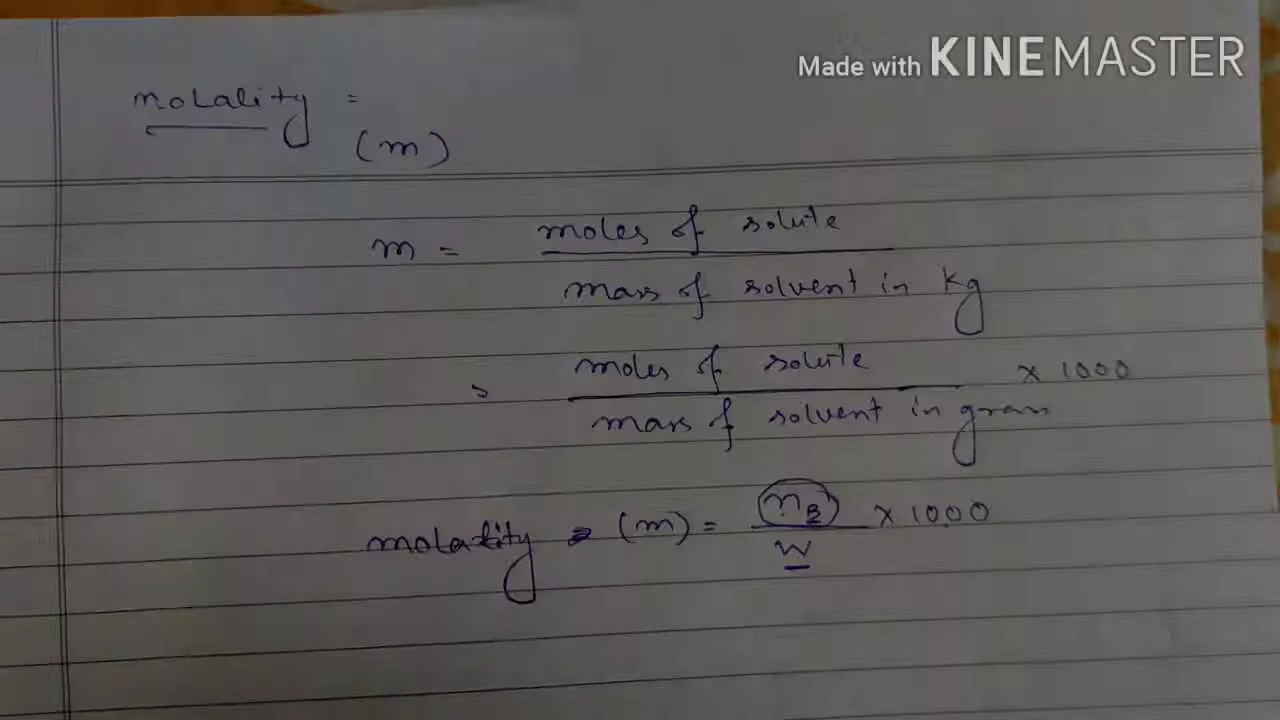 Made with KINEMASTER
moLality =
(m)
m = moles of solute
mass of solvent in kg
= moles of solute × 1000
mass of solvent in gram
molality = (m) = nB × 1000
W